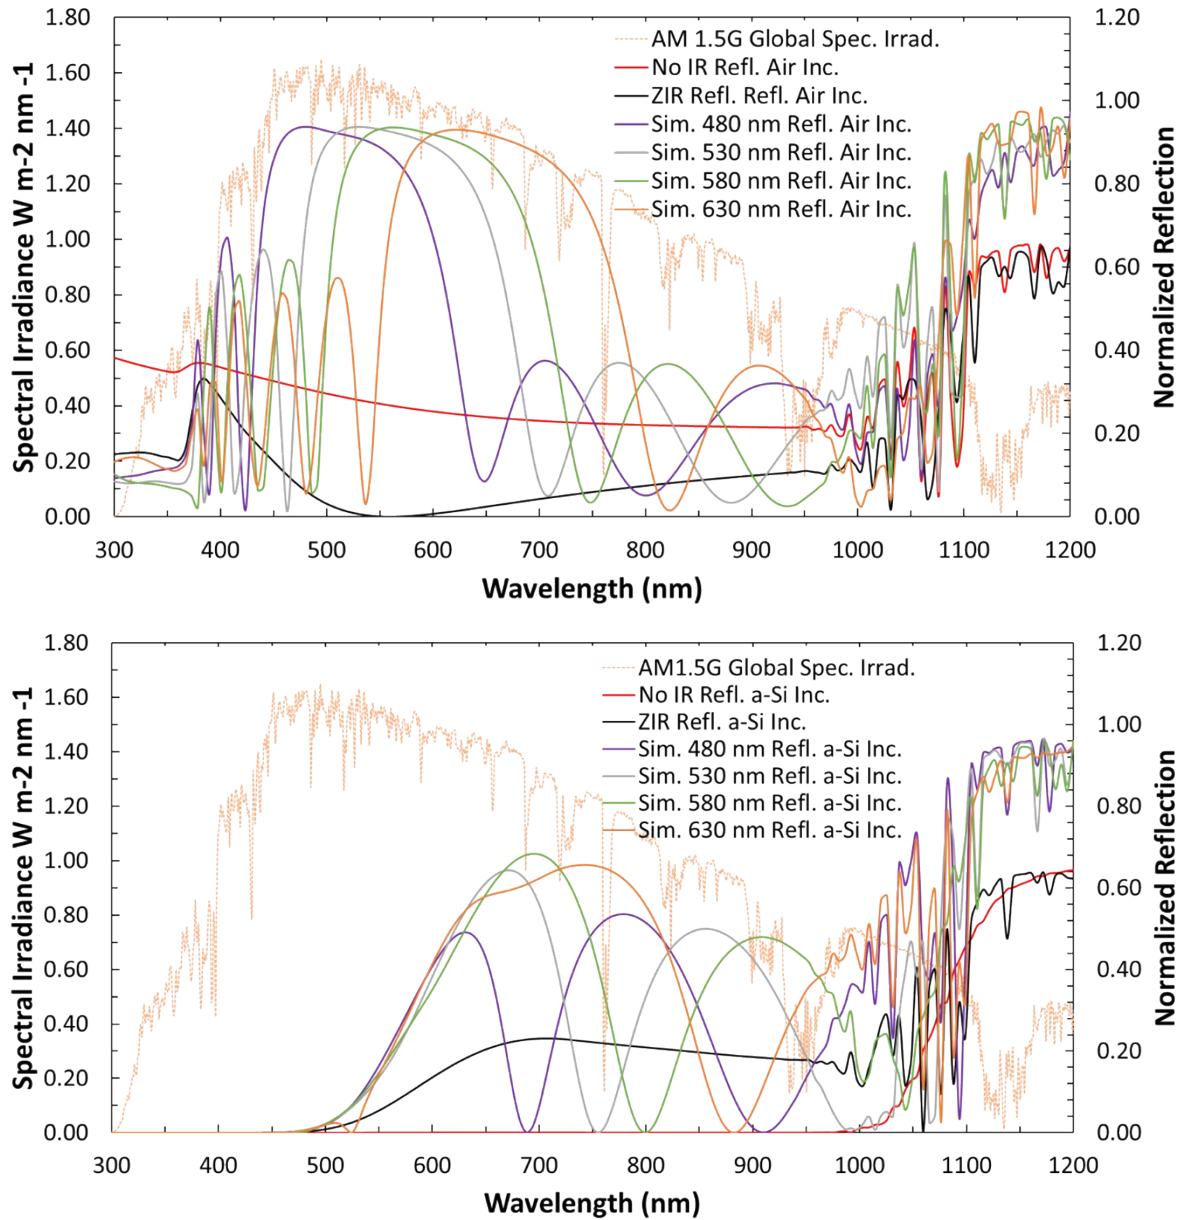 1.80
1.60
1.40
1.20
1.00
0.80
0.60
0.40
0.20
0.00
Spectral Irradiance W m-2 nm -1
AM 1.5G Global Spec. Irrad.
No IR Refl. Air Inc.
ZIR Refl. Refl. Air Inc.
Sim. 480 nm Refl. Air Inc.
Sim. 530 nm Refl. Air Inc.
Sim. 580 nm Refl. Air Inc.
Sim. 630 nm Refl. Air Inc.
1.20
1.00
0.80
0.60
0.40
0.20
0.00
Normalized Reflection
300 400 500 600 700 800 900 1000 1100 1200
Wavelength (nm)
1.80
1.60
1.40
1.20
1.00
0.80
0.60
0.40
0.20
0.00
Spectral Irradiance W m-2 nm -1
AM1.5G Global Spec. Irrad.
No IR Refl. a-Si Inc.
ZIR Refl. a-Si Inc.
Sim. 480 nm Refl. a-Si Inc.
Sim. 530 nm Refl. a-Si Inc.
Sim. 580 nm Refl. a-Si Inc.
Sim. 630 nm Refl. a-Si Inc.
1.20
1.00
0.80
0.60
0.40
0.20
0.00
Normalized Reflection
300 400 500 600 700 800 900 1000 1100 1200
Wavelength (nm)